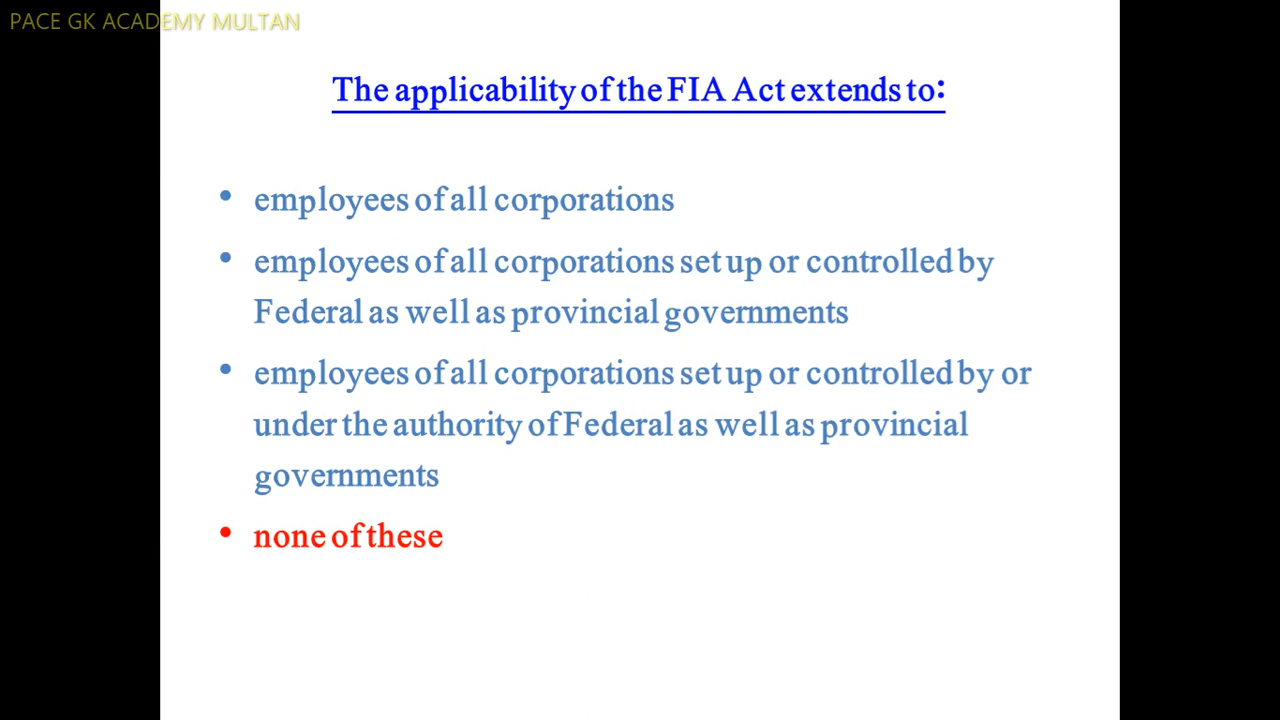 PACE GK ACADEMY MULTAN
The applicability of the FIA Act extends to:
• employees of all corporations
• employees of all corporations set up or controlled by
Federal as well as provincial governments
• employees of all corporations set up or controlled by or
under the authority of Federal as well as provincial
governments
• none of these